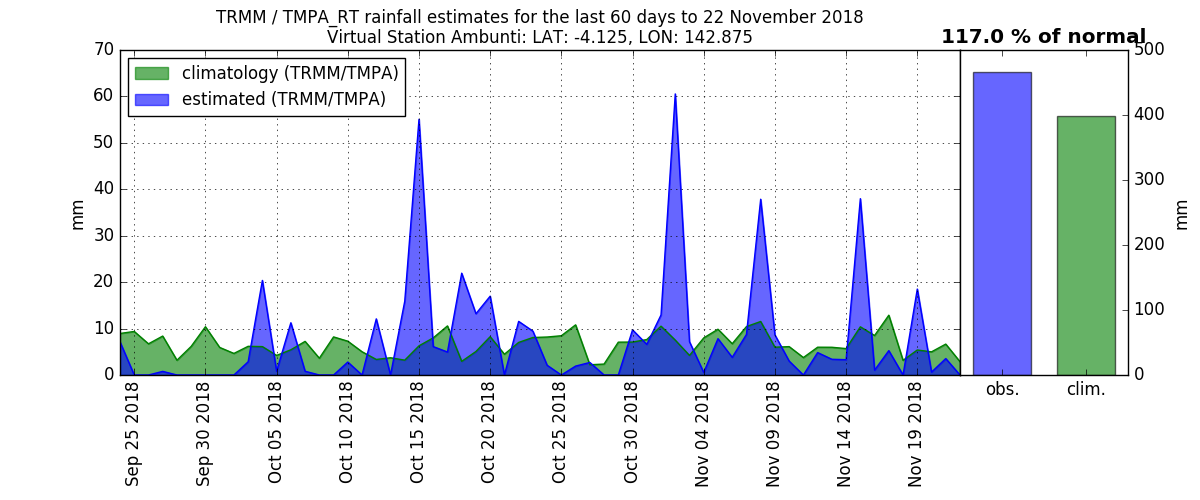 TRMM / TMPA_RT rainfall estimates for the last 60 days to 22 November 2018
Virtual Station Ambunti: LAT: -4.125, LON: 142.875
117.0 % of normal
climatology (TRMM/TMPA)
estimated (TRMM/TMPA)
70
60
50
40
30
20
10
0
mm
Sep 25 2018
Sep 30 2018
Oct 05 2018
Oct 10 2018
Oct 15 2018
Oct 20 2018
Oct 25 2018
Oct 30 2018
Nov 04 2018
Nov 09 2018
Nov 14 2018
Nov 19 2018
obs.
clim.
500
400
300
200
100
0
mm